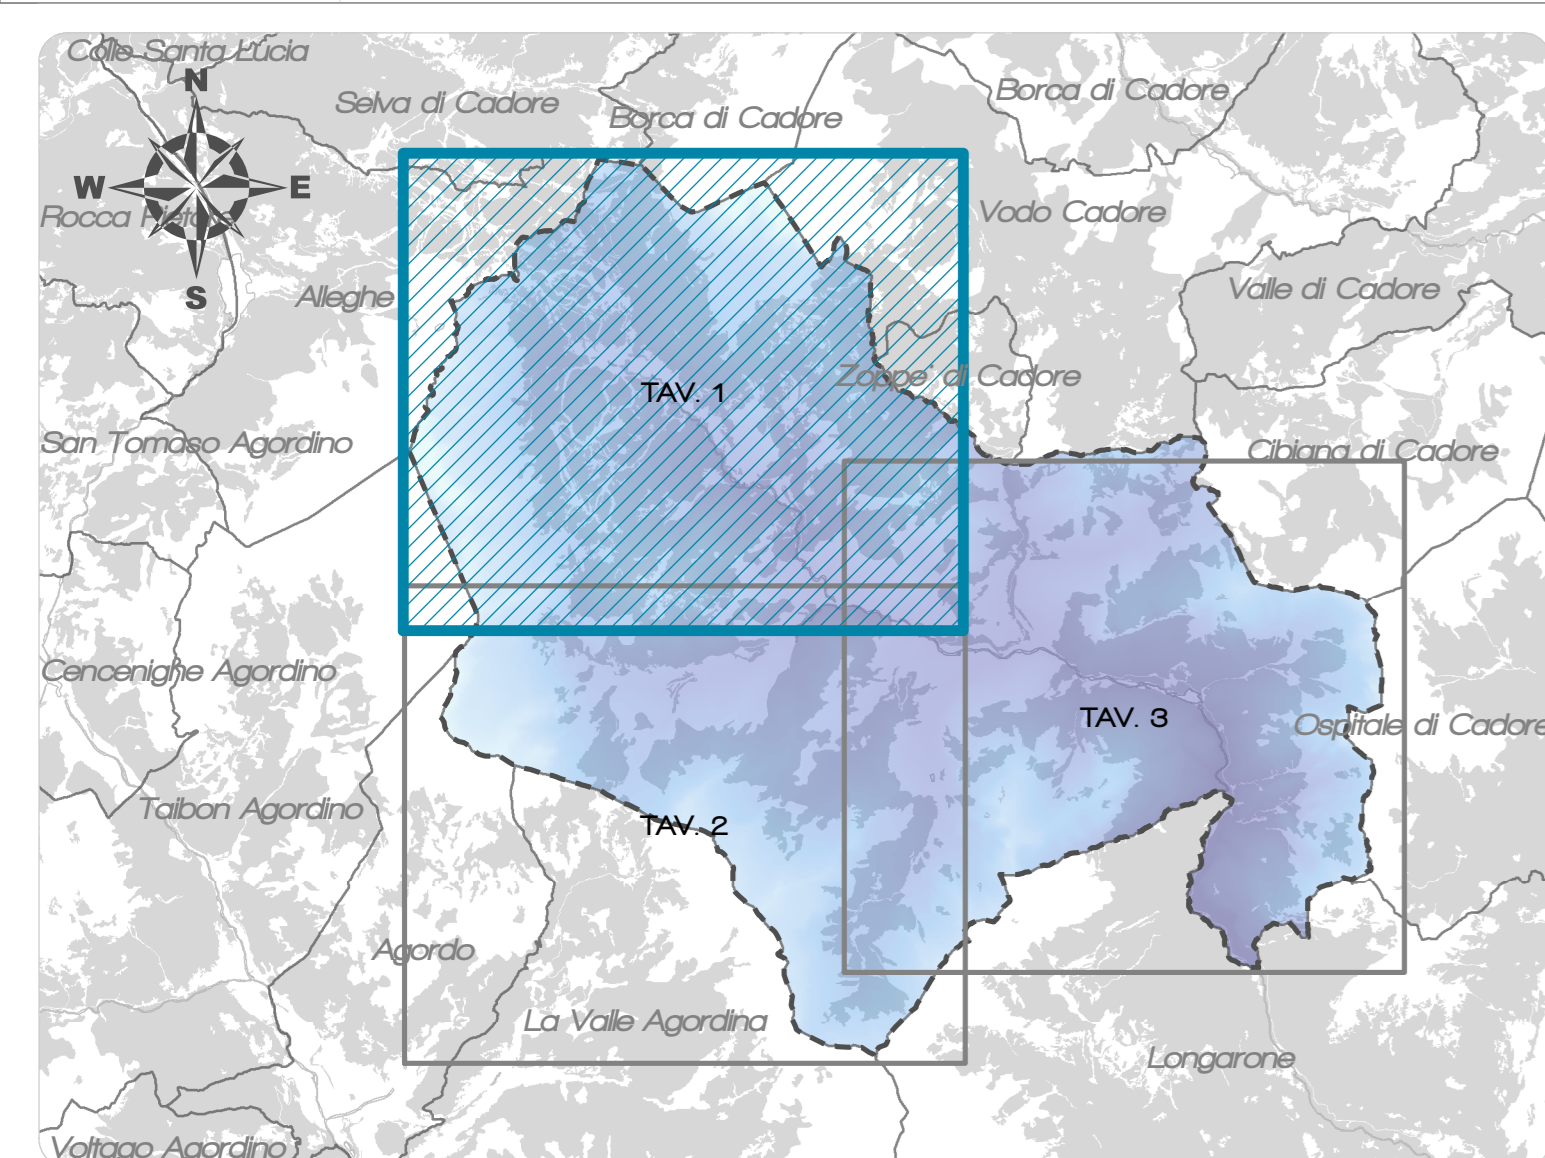 Colle Santa Lucia
N
Selva di Cadore
Borca di Cadore
Borca di Cadore
W
E
Rocca Pietore
Vodo Cadore
S
Alleghe
Valle di Cadore
Zoppe' di Cadore
TAV. 1
San Tomaso Agordino
Cibiana di Cadore
Cencenighe Agordino
TAV. 3
Ospitale di Cadore
Taibon Agordino
TAV. 2
Agordo
La Valle Agordina
Longarone
Voltago Agordino